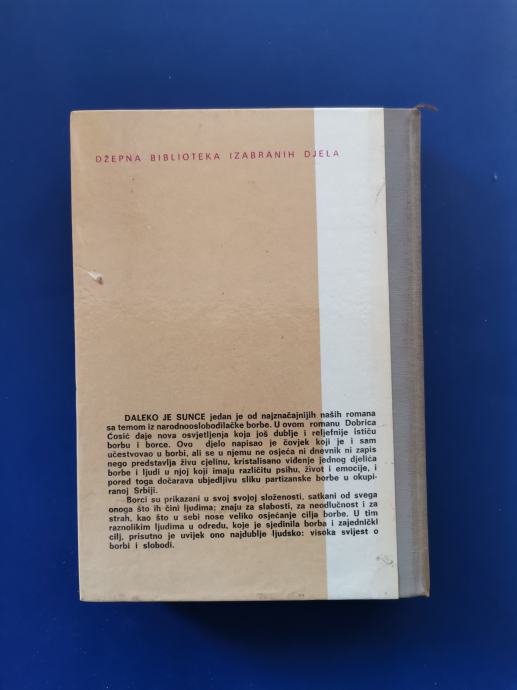 DŽEPNA BIBLIOTEKA IZABRANIH DJELA
DALEKO JE SUNCE jedan je od najznačajnijih naših romana
sa temom iz narodnooslobodilačke borbe. U ovom romanu Dobrica
Ćosić daje nova osvjetljenja koja još dublje i reljefnije ističu
borbu i borce. Ovo djelo napisao je čovjek koji je i sam
učestvovao u borbi, ali se u njemu ne osjeća ni dnevnik ni zapis
nego predstavlja živu cjelinu, kristalisano viđenje jednog djelića
borbe i ljudi u njoj koji imaju različitu psihu, život i emocije, i
pored toga dočarava ubjedljivu sliku partizanske borbe u okupi-
ranoj Srbiji.
Borci su prikazani u svoj svojoj složenosti, satkani od svega
onoga što ih čini ljudima; znaju za slabosti, za neodlučnost i za
strah, kao što u sebi nose veliko osjećanje cilja borbe. U tim
raznolikim ljudima u odredu, koje je sjedinila borba i zajednički
cilj, prisutno je uvijek ono najdublje ljudsko: visoka svijest o
borbi i slobodi.